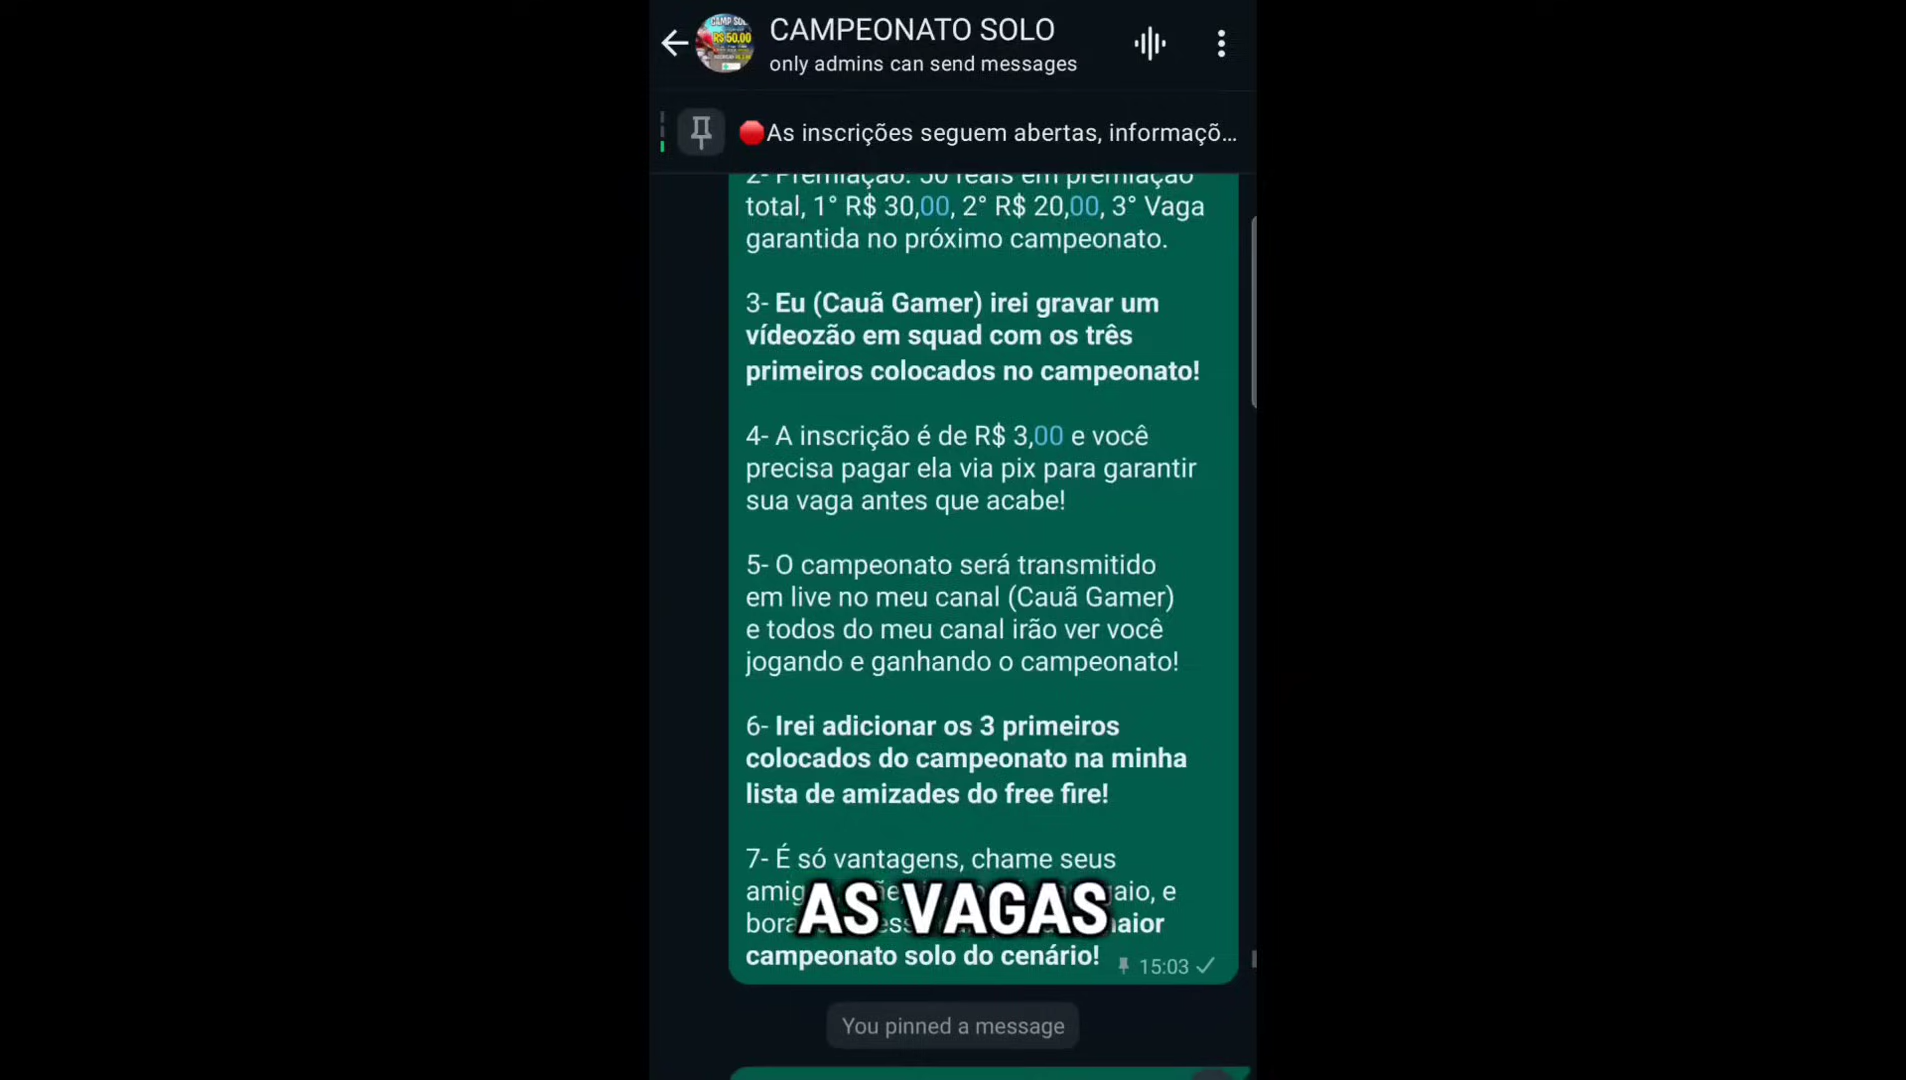 CAMPEONATO SOLO
only admins can send messages
CAMP SOL
R$ 50,00
As inscrições seguem abertas, informaçõ...
2- Premiação: 50 reais em premiação
total, 1° R$ 30,00, 2° R$ 20,00, 3° Vaga
garantida no próximo campeonato.
3- Eu (Cauã Gamer) irei gravar um
vídeozão em squad com os três
primeiros colocados no campeonato!
4- A inscrição é de R$ 3,00 e você
precisa pagar ela via pix para garantir
sua vaga antes que acabe!
5- O campeonato será transmitido
em live no meu canal (Cauã Gamer)
e todos do meu canal irão ver você
jogando e ganhando o campeonato!
6- Irei adicionar os 3 primeiros
colocados do campeonato na minha
lista de amizades do free fire!
7- É só vantagens, chame seus
e
AS VAGAS
campeonato solo do cenário!
15:03
You pinned a message